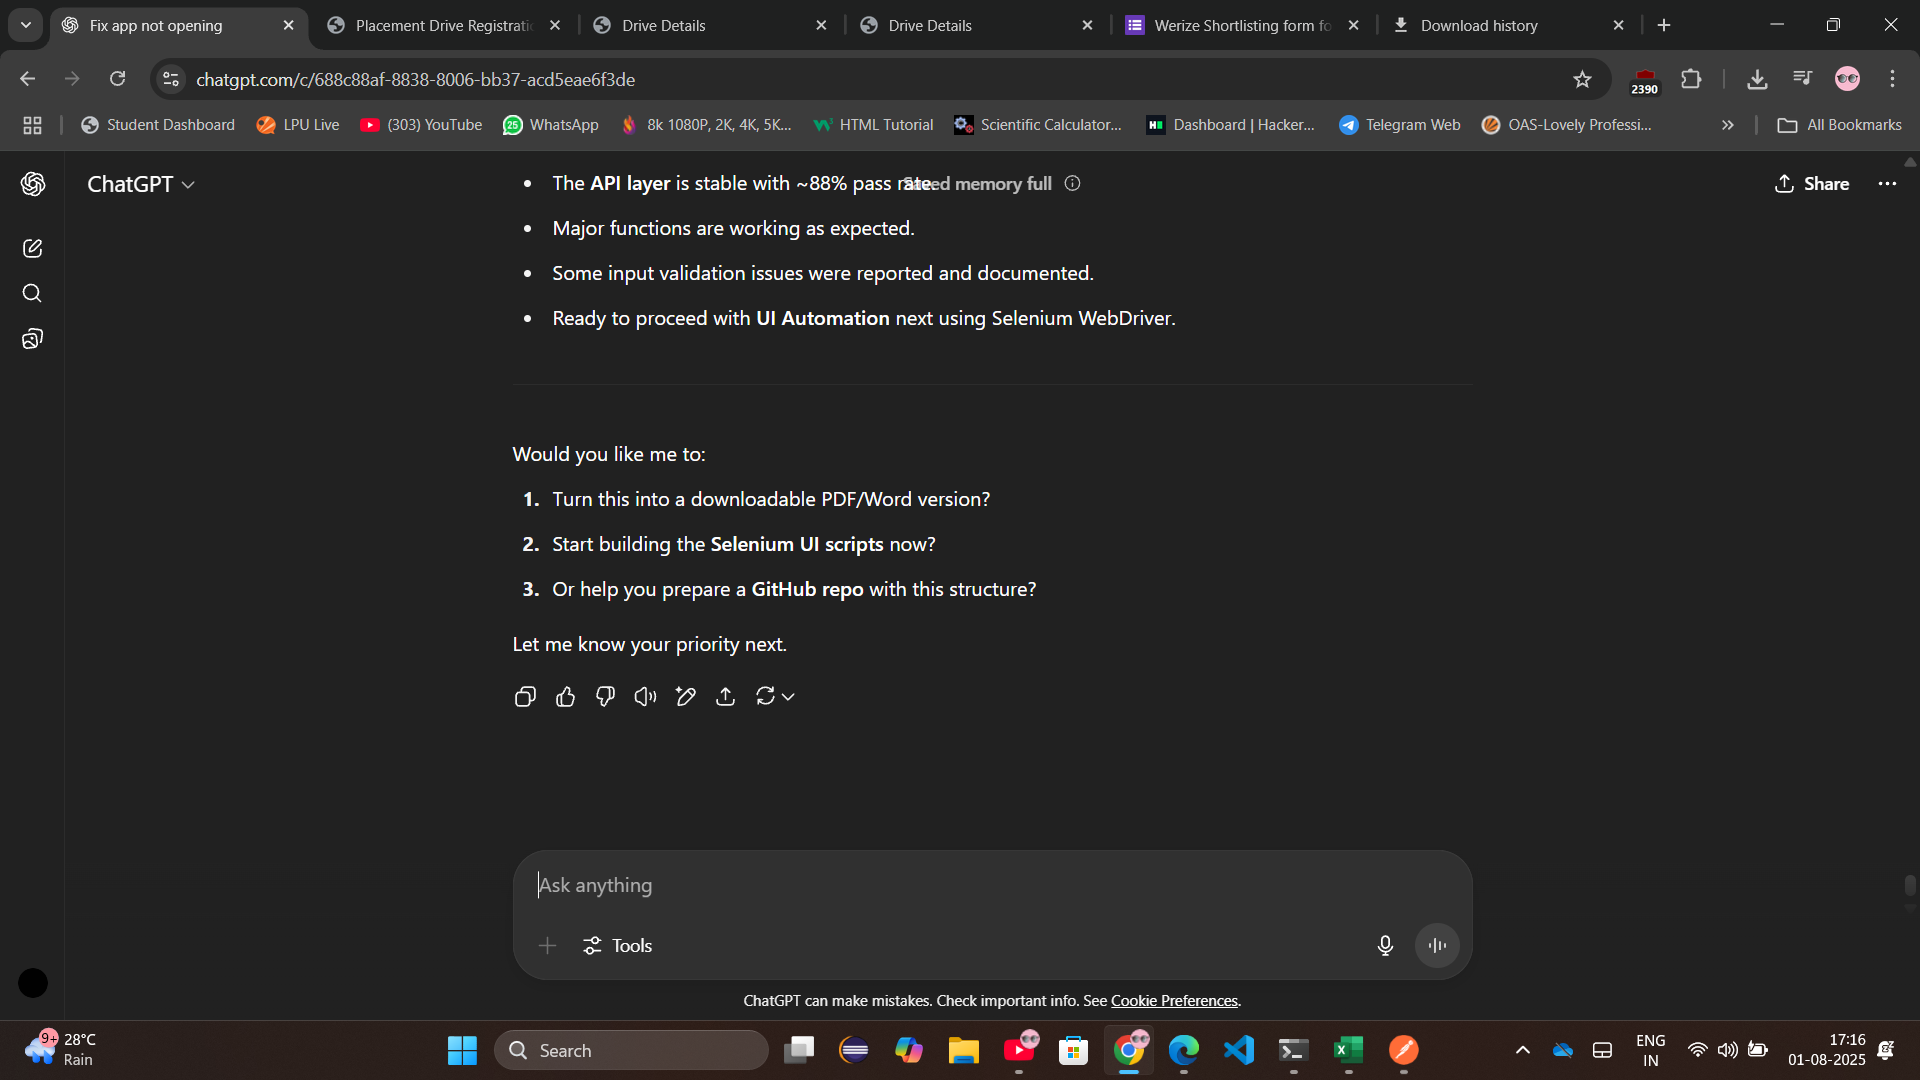 Fix app not opening
Placement Drive Registratio
Drive Details
Drive Details
Werize Shortlisting form fo
Download history
chatgpt.com/c/688c88af-8838-8006-bb37-acd5eae6f3de
2390
Student Dashboard
LPU Live
(303) YouTube
25
WhatsApp
8k 1080P, 2K, 4K, 5K...
HTML Tutorial
Scientific Calculator...
Dashboard | Hacker...
Telegram Web
OAS-Lovely Professi...
All Bookmarks
ChatGPT
Saved memory full
Share
• The API layer is stable with ~88% pass rate.
• Major functions are working as expected.
• Some input validation issues were reported and documented.
• Ready to proceed with UI Automation next using Selenium WebDriver.
Would you like me to:
1. Turn this into a downloadable PDF/Word version?
2. Start building the Selenium UI scripts now?
3. Or help you prepare a GitHub repo with this structure?
Let me know your priority next.
Ask anything
Tools
ChatGPT can make mistakes. Check important info. See Cookie Preferences.
9+
28°C
Rain
Search
ENG
IN
17:16
01-08-2025